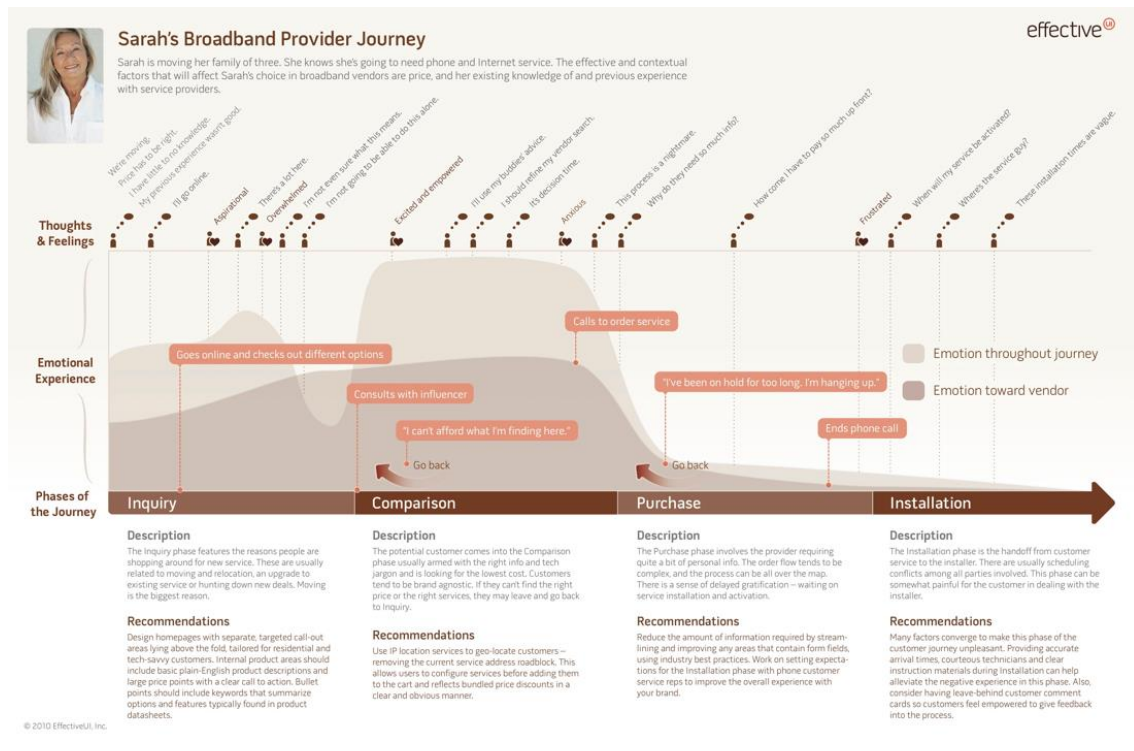 effective UI
Sarah's Broadband Provider Journey
Sarah is moving her family of three. She knows she's going to need phone and Internet service. The effective and contextual
factors that will affect Sarah's choice in broadband vendors are price, and her existing knowledge of and previous experience
with service providers.
We're moving.
Price has to be right.
I have little to no knowledge.
My previous experience wasn't good.
I'll go online.
Aspirational
There's a lot here.
Overwhelmed
I'm not even sure what this means.
I'm not going to be able to do this alone.
Excited and empowered
I'll use my buddies' advice.
I should refine my vendor search.
It's decision time.
Anxious
This process is a nightmare.
Why do they need so much info?
How come I have to pay so much up front?
Frustrated
When will my service be activated?
Where's the service guy?
These installation times are vague.
Thoughts
& Feelings
Emotional
Experience
Goes online and checks out different options
Consults with influencer
"I can't afford what I'm finding here."
Go back
Calls to order service
"I've been on hold for too long. I'm hanging up."
Go back
Ends phone call
Emotion throughout journey
Emotion toward vendor
Phases of
the Journey
Inquiry
Comparison
Purchase
Installation
Description
The Inquiry phase features the reasons people are
shopping around for new service. These are usually
related to moving and relocation, an upgrade to
existing service or hunting down new deals. Moving
is the biggest reason.
Recommendations
Design homepages with separate, targeted call-out
areas lying above the fold, tailored for residential and
tech-savvy customers. Internal product areas should
include basic plain-English product descriptions and
large price points with a clear call to action. Bullet
points should include keywords that summarize
options and features typically found in product
datasheets.
Description
The potential customer comes into the Comparison
phase usually armed with the right info and tech
jargon and is looking for the lowest cost. Customers
tend to be brand agnostic. If they can't find the right
price or the right services, they may leave and go back
to Inquiry.
Recommendations
Use IP location services to geo-locate customers –
removing the current service address roadblock. This
allows users to configure services before adding them
to the cart and reflects bundled price discounts in a
clear and obvious manner.
Description
The Purchase phase involves the provider requiring
quite a bit of personal info. The order flow tends to be
complex, and the process can be all over the map.
There is a sense of delayed gratification – waiting on
service installation and activation.
Recommendations
Reduce the amount of information required by stream-
lining and improving any areas that contain form fields,
using industry best practices. Work on setting expecta-
tions for the Installation phase with phone customer
service reps to improve the overall experience with
your brand.
Description
The Installation phase is the handoff from customer
service to the installer. There are usually scheduling
conflicts among all parties involved. This phase can be
somewhat painful for the customer in dealing with the
installer.
Recommendations
Many factors converge to make this phase of the
customer journey unpleasant. Providing accurate
arrival times, courteous technicians and clear
instruction materials during Installation can help
alleviate the negative experience in this phase. Also,
consider having leave-behind customer comment
cards so customers feel empowered to give feedback
into the process.
© 2010 EffectiveUI, Inc.